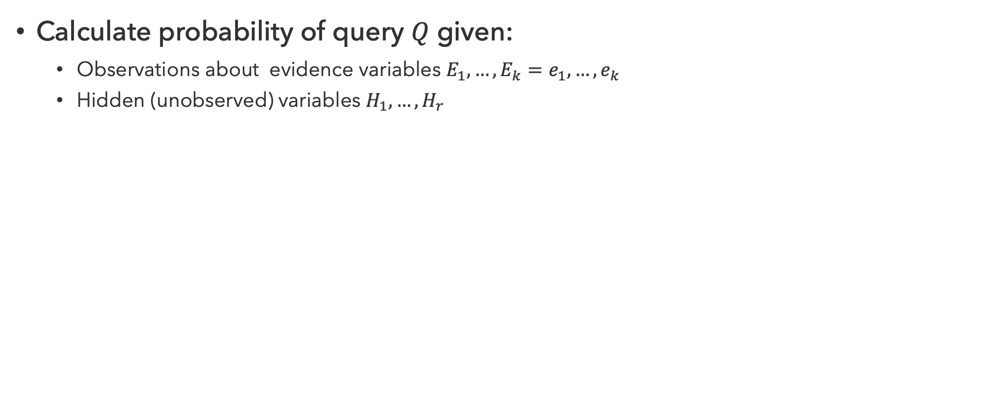 • Calculate probability of query Q given:
• Observations about  evidence variables E₁, … , Eₖ = e₁, … , eₖ
• Hidden (unobserved) variables H₁, … , Hᵣ